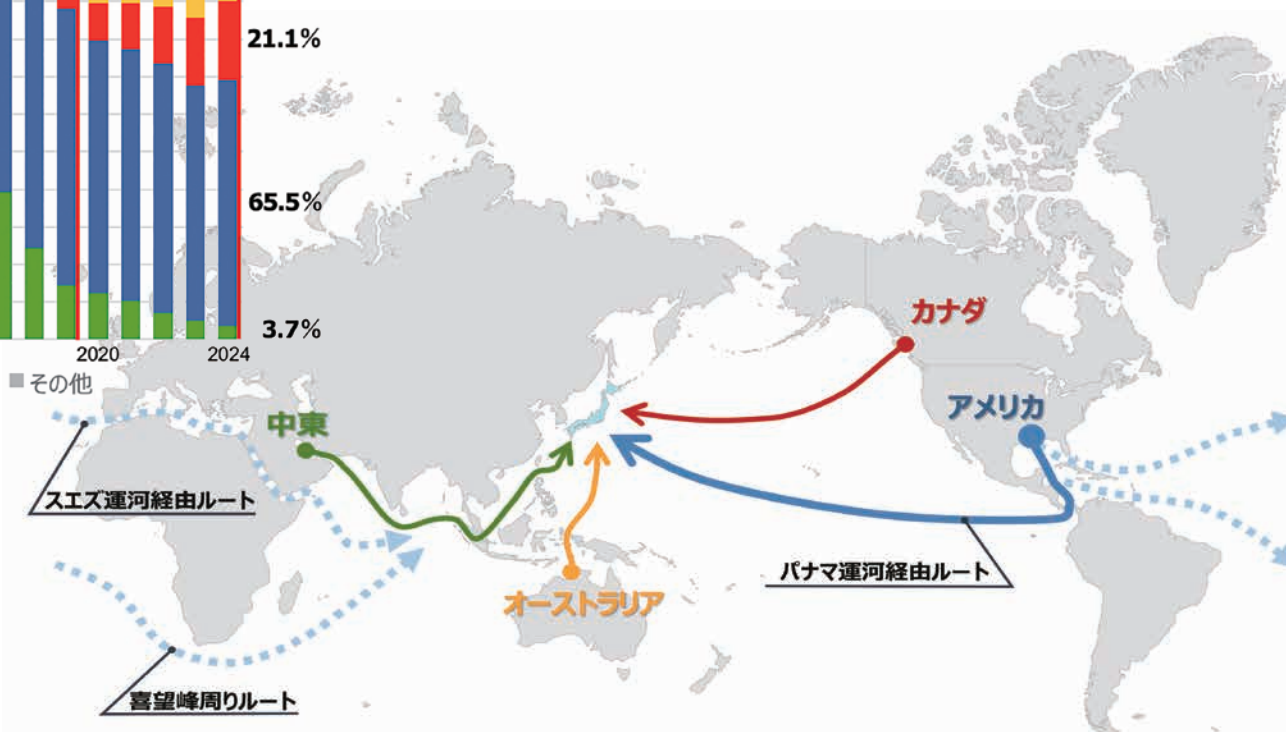 21.1%
65.5%
3.7%
2020
2024
その他
カナダ
アメリカ
中東
スエズ運河経由ルート
パナマ運河経由ルート
オーストラリア
喜望峰周りルート